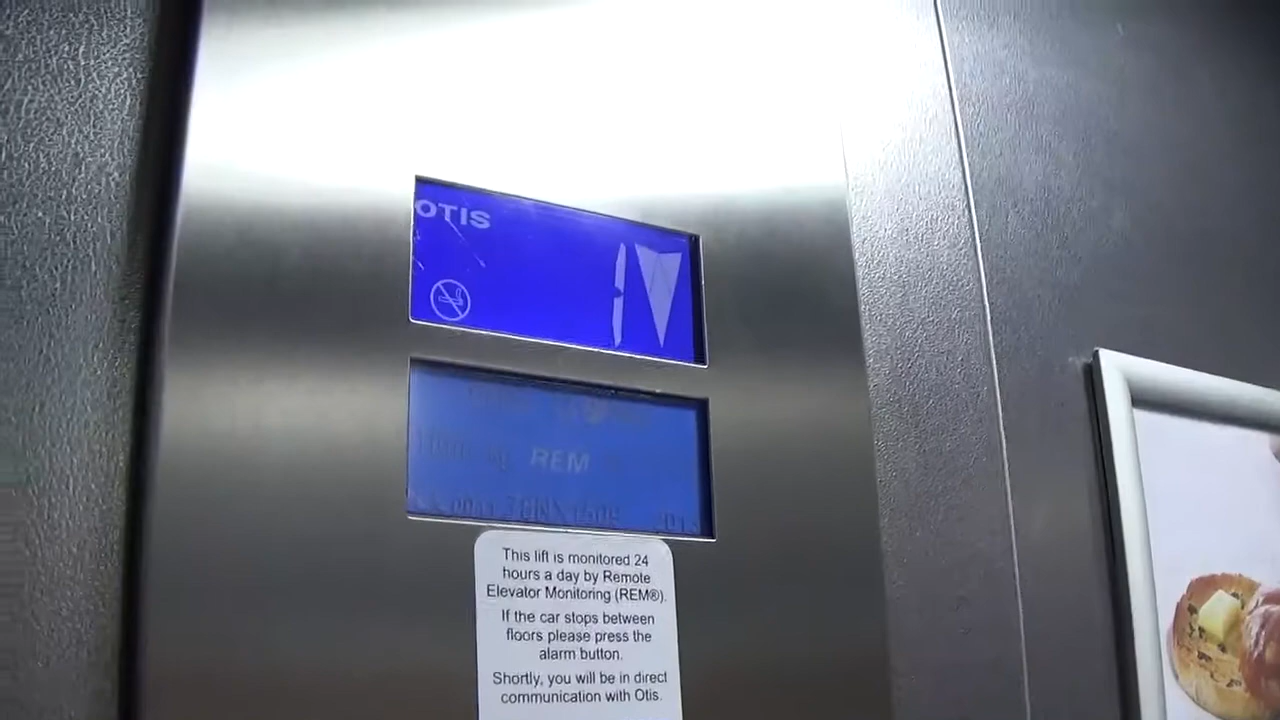 OTIS
1
REM
This lift is monitored 24
hours a day by Remote
Elevator Monitoring (REM®).
If the car stops between
floors please press the
alarm button.
Shortly, you will be in direct
communication with Otis.